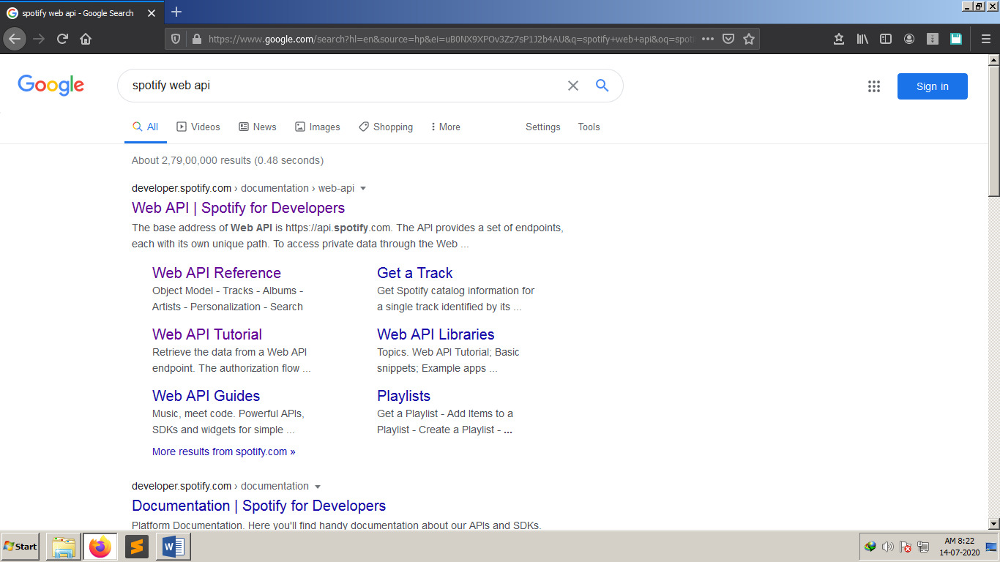 spotify web api - Google Search
https://www.google.com/search?hl=en&source=hp&ei=uB0NX9XPOv3Zz7sP1J2b4AU&q=spotify+web+api&oq=spot
Google
spotify web api
Sign in
All Videos News Images Shopping More Settings Tools
About 2,79,00,000 results (0.48 seconds)
developer.spotify.com › documentation › web-api
Web API | Spotify for Developers
The base address of Web API is https://api.spotify.com. The API provides a set of endpoints,
each with its own unique path. To access private data through the Web ...
Web API Reference
Object Model - Tracks - Albums -
Artists - Personalization - Search
Get a Track
Get Spotify catalog information for
a single track identified by its ...
Web API Tutorial
Retrieve the data from a Web API
endpoint. The authorization flow ...
Web API Libraries
Topics. Web API Tutorial; Basic
snippets; Example apps ...
Web API Guides
Music, meet code. Powerful APIs,
SDKs and widgets for simple ...
Playlists
Get a Playlist - Add Items to a
Playlist - Create a Playlist - ...
More results from spotify.com »
developer.spotify.com › documentation
Documentation | Spotify for Developers
Platform Documentation. Here you'll find handy documentation about our APIs and SDKs.
Start
AM 8:22
14-07-2020